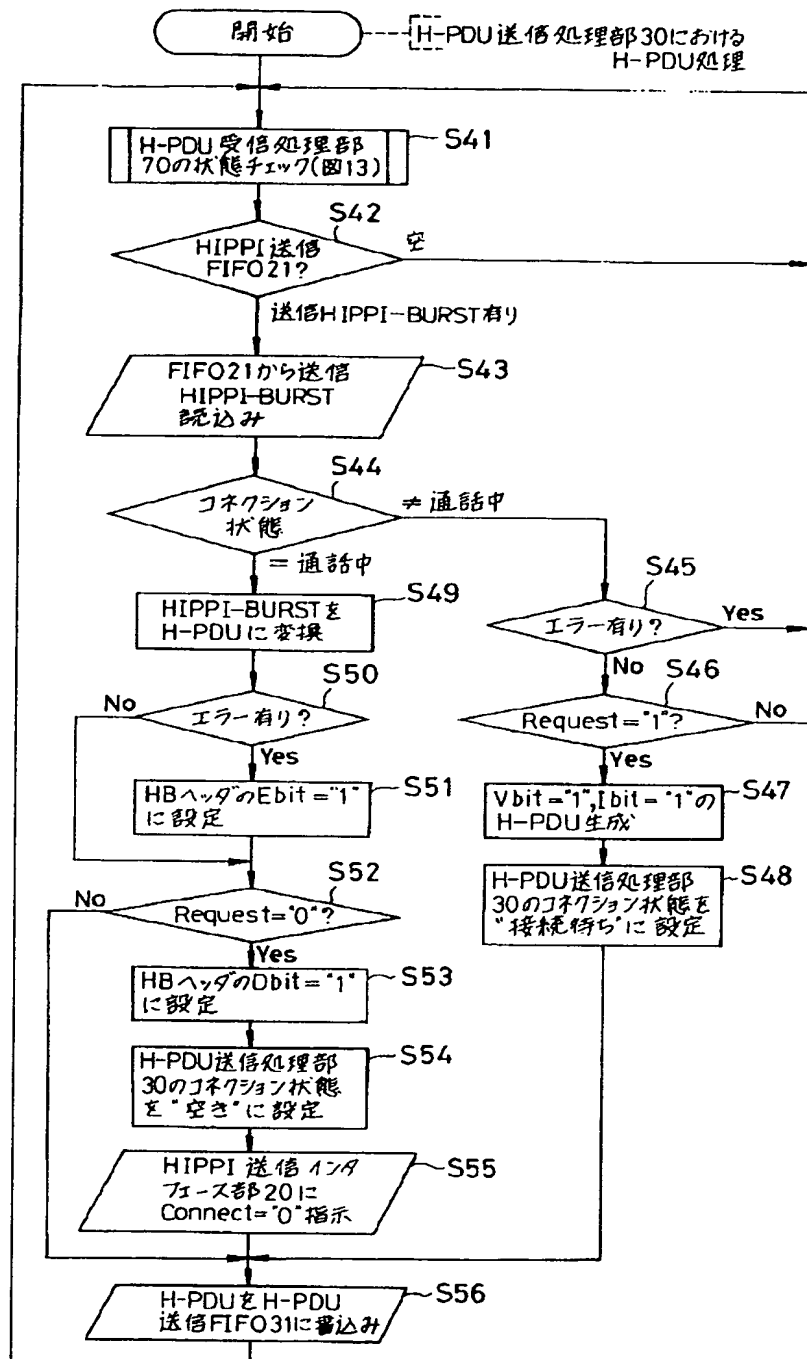 開始
H-PDU送信処理部30における
H-PDU処理
H-PDU受信処理部
70の状態チェック(図13)
S41
S42
HIPPI送信
FIFO21?
空
送信HIPPI-BURST有り
FIFO21から送信
HIPPI-BURST
読込み
S43
S44
コネクション
状態
≠通話中
=通話中
S45
エラー有り?
Yes
No
S46
Request="1"?
No
Yes
Vbit="1",Ibit="1"の
H-PDU生成
S47
H-PDU送信処理部
30のコネクション状態を
"接続待ち"に設定
S48
HIPPI-BURSTを
H-PDUに変換
S49
S50
No
エラー有り?
Yes
HBヘッダのEbit="1"
に設定
S51
S52
No
Request="0"?
Yes
HBヘッダのDbit="1"
に設定
S53
H-PDU送信処理部
30のコネクション状態
を"空き"に設定
S54
HIPPI送信インタ
フェース部20に
Connect="0"指示
S55
H-PDUをH-PDU
送信FIFO31に書込み
S56